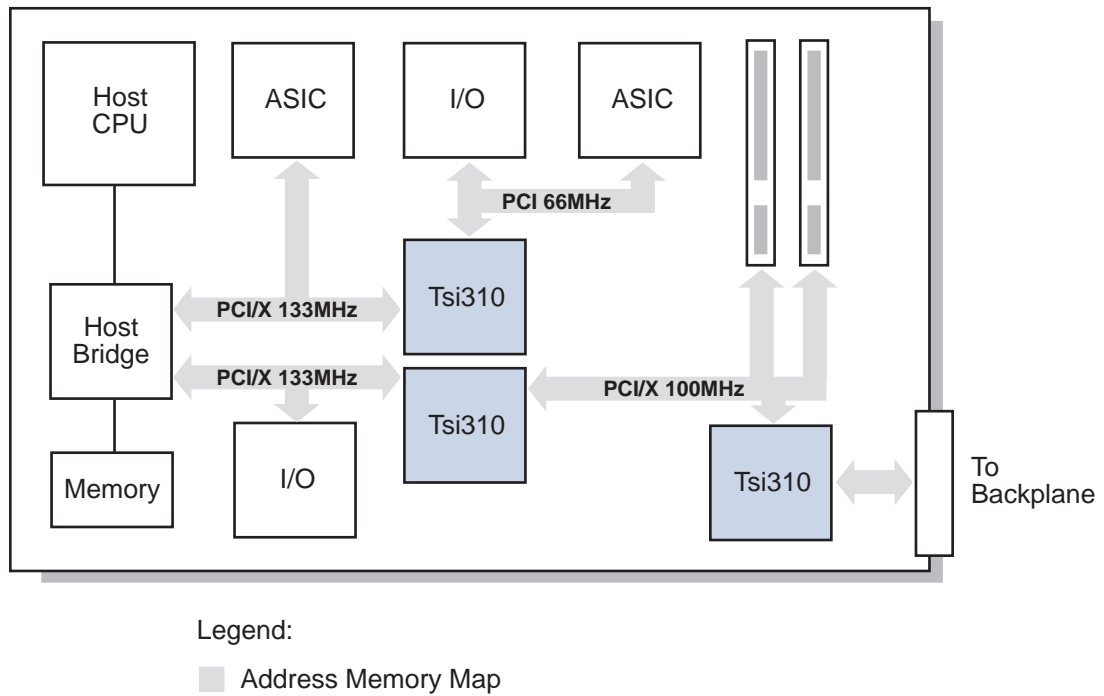 Host
CPU
ASIC
I/O
ASIC
PCI 66MHz
Tsi310
PCI/X 133MHz
Host
Bridge
PCI/X 133MHz
Tsi310
PCI/X 100MHz
Memory
I/O
Tsi310
To
Backplane
Legend:
Address Memory Map